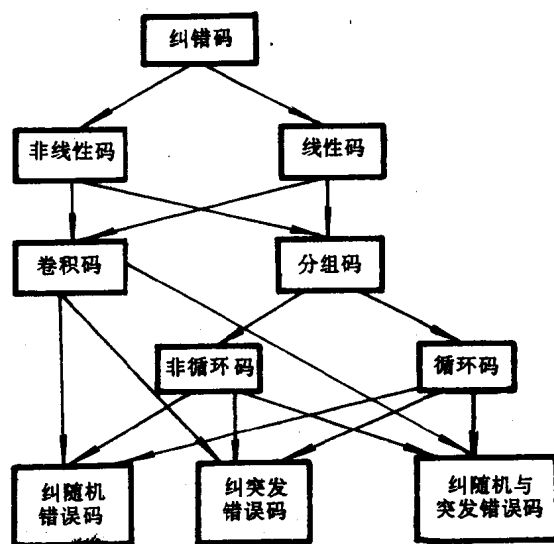 纠错码
非线性码
线性码
卷积码
分组码
非循环码
循环码
纠随机
错误码
纠突发
错误码
纠随机与
突发错误码